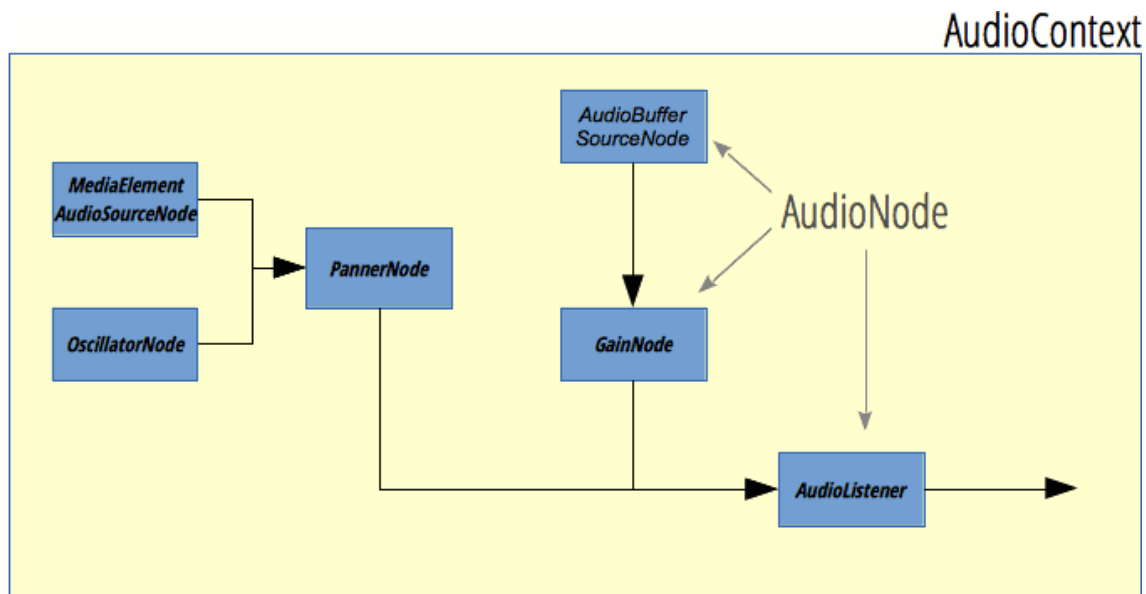 AudioContext
AudioBuffer
SourceNode
MediaElement
AudioSourceNode
AudioNode
PannerNode
OscillatorNode
GainNode
AudioListener